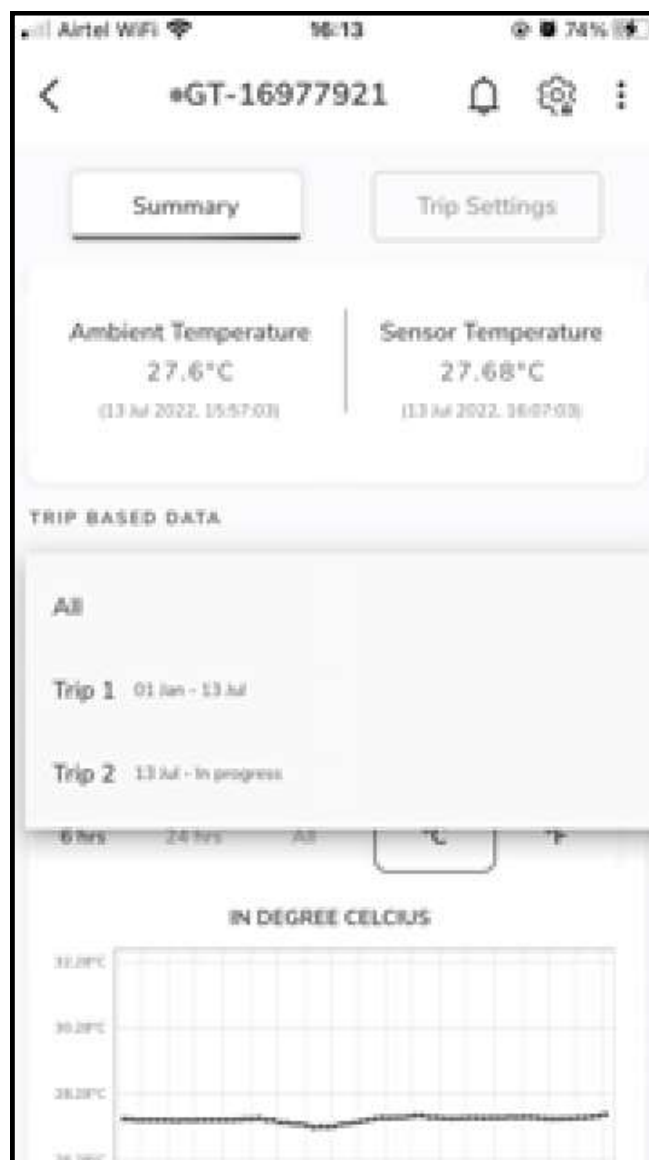 Airtel WiFi 16:13 74%
GT-16977921
Summary Trip Settings
Ambient Temperature Sensor Temperature
27.6°C 27.68°C
(13 Jul 2022, 15:57:03) (13 Jul 2022, 16:07:03)
TRIP BASED DATA
All
Trip 1 01 Jan - 13 Jul
Trip 2 13 Jul - In progress
6 hrs 24 hrs All °C °F
IN DEGREE CELCIUS
32.28°C
30.28°C
28.28°C
26.28°C